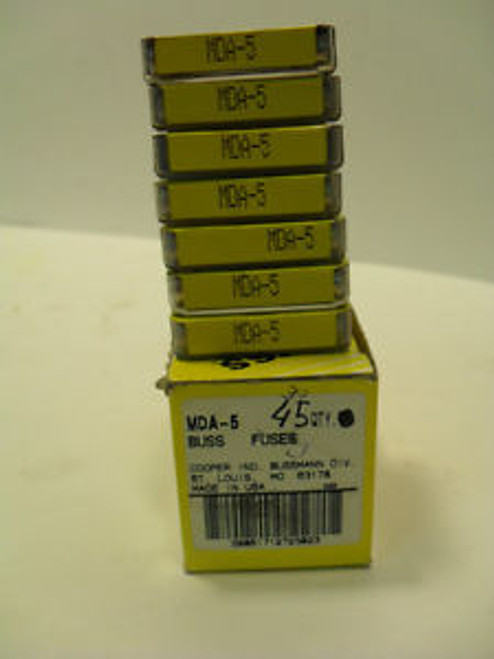 MDA-5
MDA-5
MDA-5
MDA-5
MDA-5
MDA-5
MDA-5
MDA-5 45 QTY.
BUSS FUSES
COOPER IND. BUSSMANN DIV.
ST. LOUIS, MO 63178
MADE IN USA